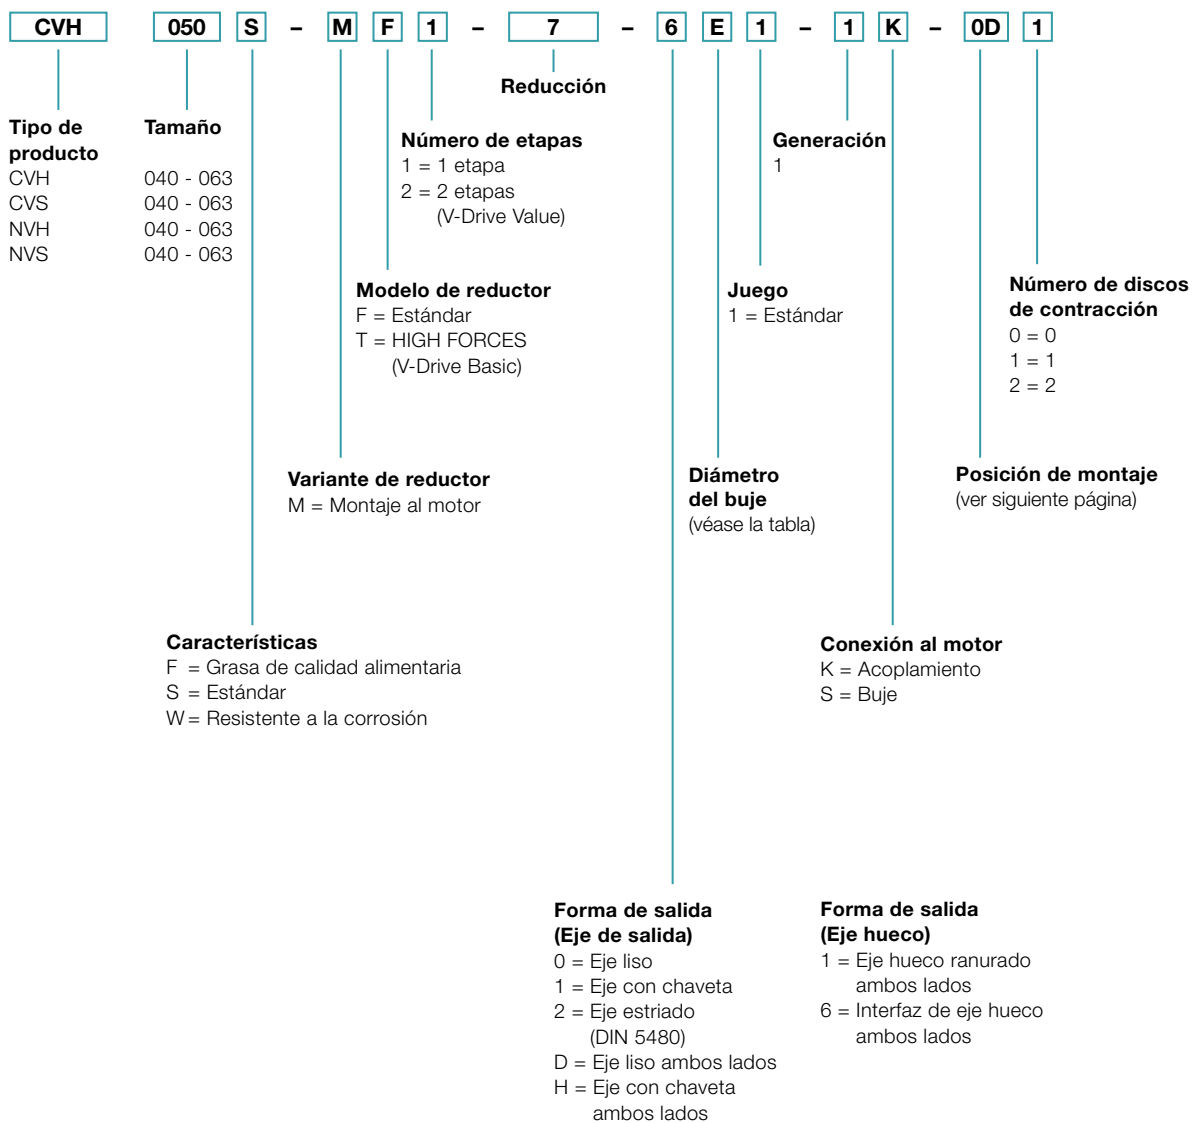 CVH 050 S – M F 1 – 7 – 6 E 1 – 1 K – 0D 1
Reducción
Tipo de
producto
CVH
CVS
NVH
NVS
Tamaño
040 - 063
040 - 063
040 - 063
040 - 063
Número de etapas
1 = 1 etapa
2 = 2 etapas
(V-Drive Value)
Generación
1
Modelo de reductor
F = Estándar
T = HIGH FORCES
(V-Drive Basic)
Juego
1 = Estándar
Número de discos
de contracción
0 = 0
1 = 1
2 = 2
Variante de reductor
M = Montaje al motor
Diámetro
del buje
(véase la tabla)
Posición de montaje
(ver siguiente página)
Características
F = Grasa de calidad alimentaria
S = Estándar
W = Resistente a la corrosión
Conexión al motor
K = Acoplamiento
S = Buje
Forma de salida
(Eje de salida)
0 = Eje liso
1 = Eje con chaveta
2 = Eje estriado
(DIN 5480)
D = Eje liso ambos lados
H = Eje con chaveta
ambos lados
Forma de salida
(Eje hueco)
1 = Eje hueco ranurado
ambos lados
6 = Interfaz de eje hueco
ambos lados